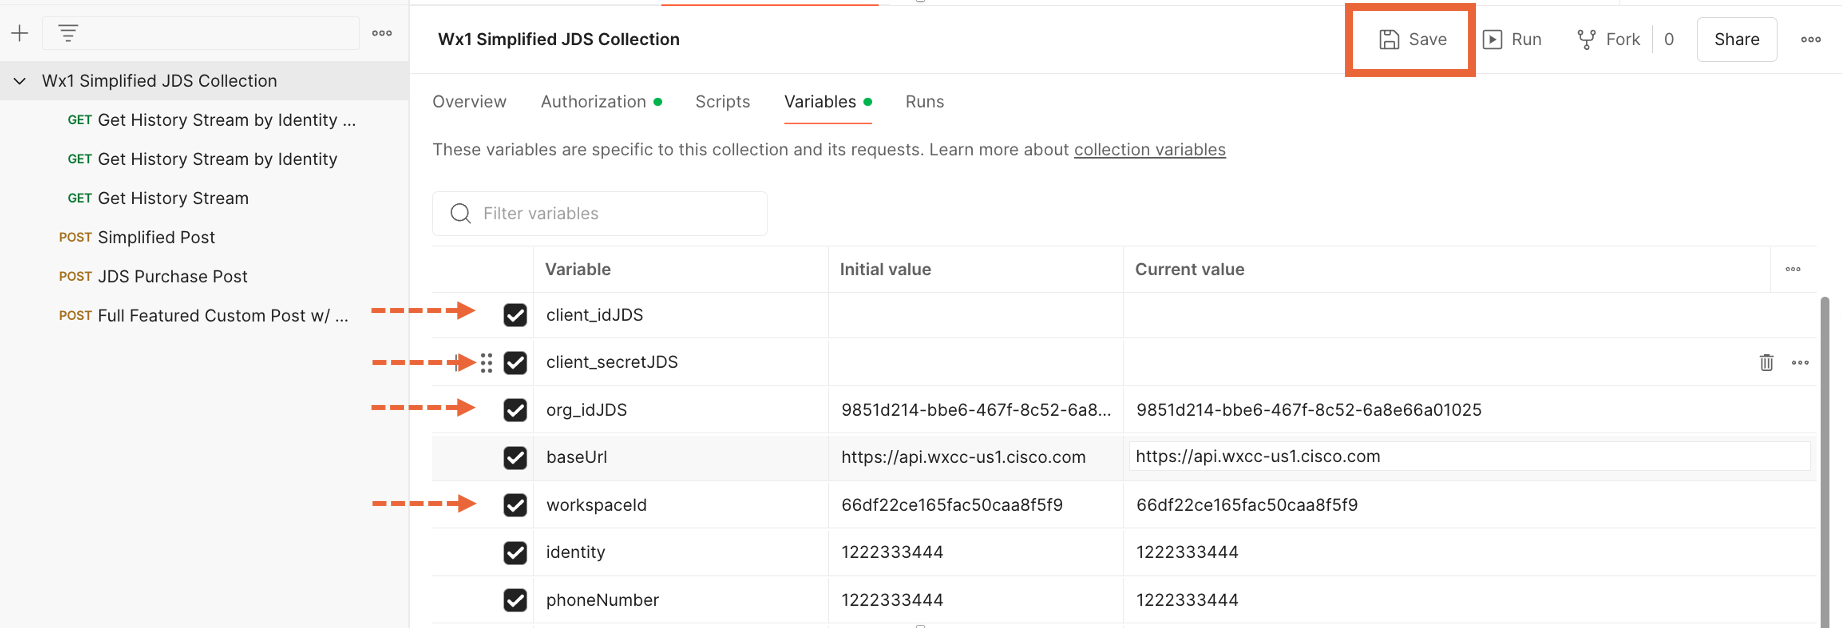 Wx1 Simplified JDS Collection
Save
Run
Fork
0
Share
Wx1 Simplified JDS Collection
GET Get History Stream by Identity ...
GET Get History Stream by Identity
GET Get History Stream
POST Simplified Post
POST JDS Purchase Post
POST Full Featured Custom Post w/ ...
Overview
Authorization
Scripts
Variables
Runs
These variables are specific to this collection and its requests. Learn more about collection variables
Filter variables
Variable
Initial value
Current value
client_idJDS
client_secretJDS
org_idJDS
9851d214-bbe6-467f-8c52-6a8...
9851d214-bbe6-467f-8c52-6a8e66a01025
baseUrl
https://api.wxcc-us1.cisco.com
https://api.wxcc-us1.cisco.com
workspaceId
66df22ce165fac50caa8f5f9
66df22ce165fac50caa8f5f9
identity
1222333444
1222333444
phoneNumber
1222333444
1222333444